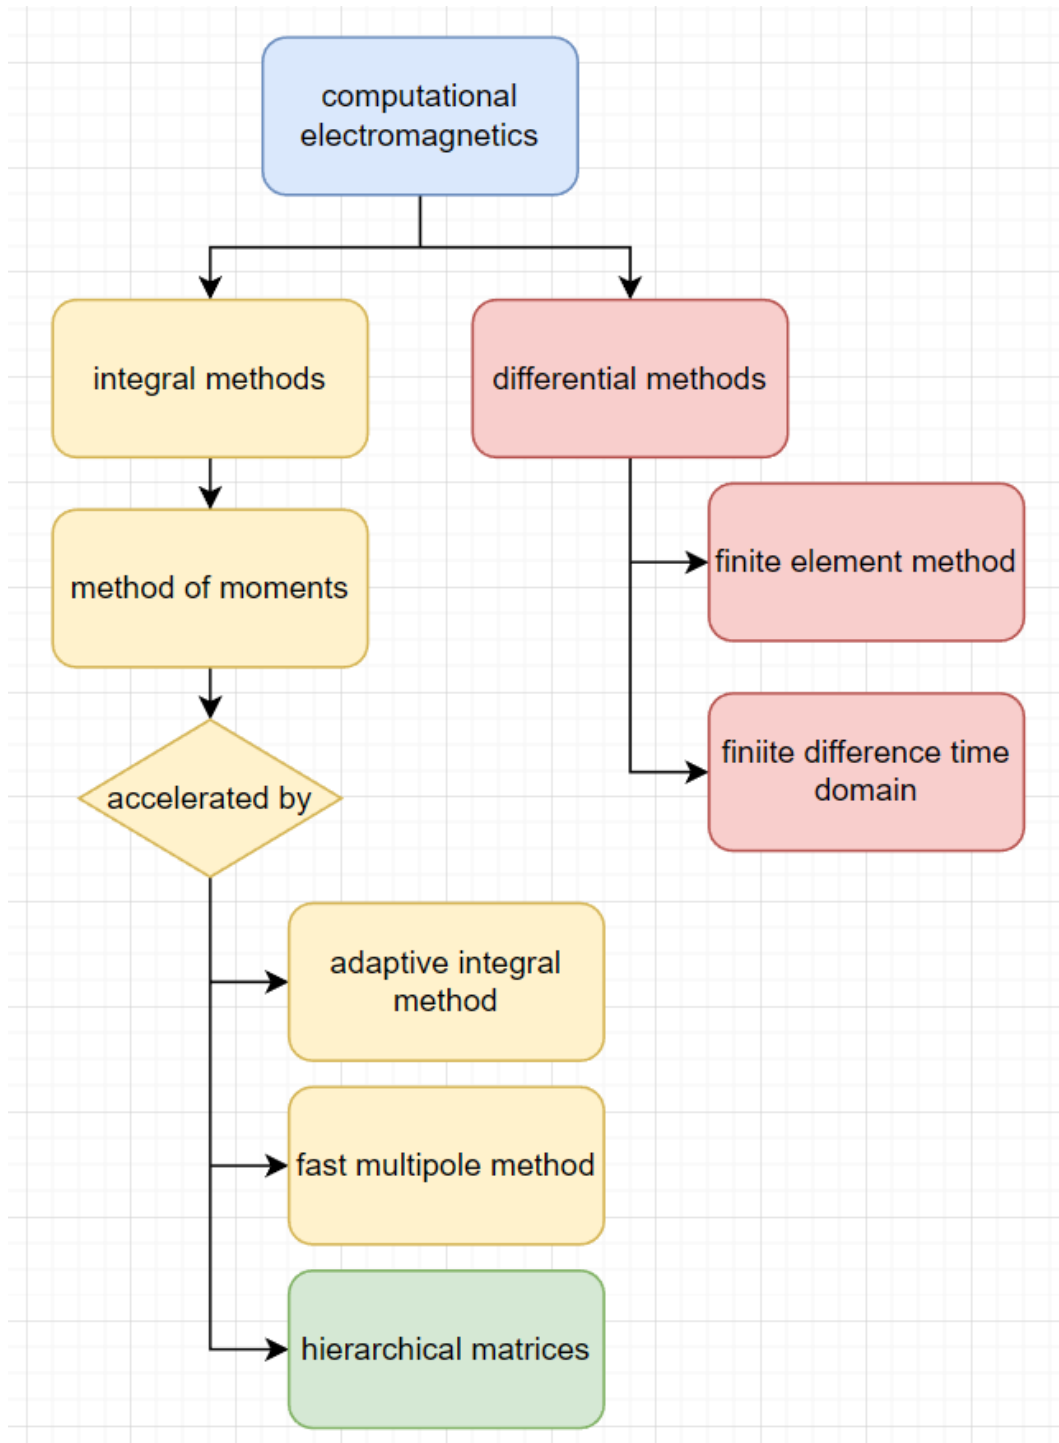 computational
electromagnetics
integral methods
differential methods
method of moments
finite element method
finiite difference time
domain
accelerated by
adaptive integral
method
fast multipole method
hierarchical matrices